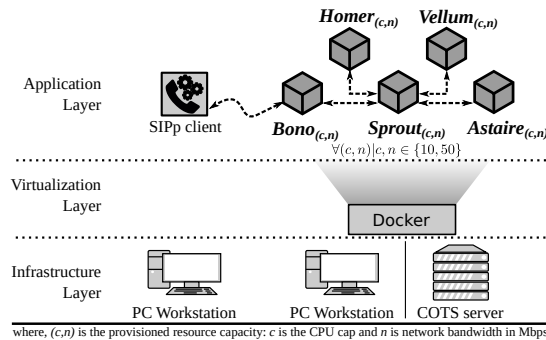 Homer(c,n) Vellum(c,n)
Application
Layer
SIPp client
Bono(c,n) Sprout(c,n) Astaire(c,n)
∀(c, n)|c, n ∈ {10, 50}
Virtualization
Layer
Docker
Infrastructure
Layer
PC Workstation PC Workstation COTS server
where, (c,n) is the provisioned resource capacity: c is the CPU cap and n is network bandwidth in Mbps